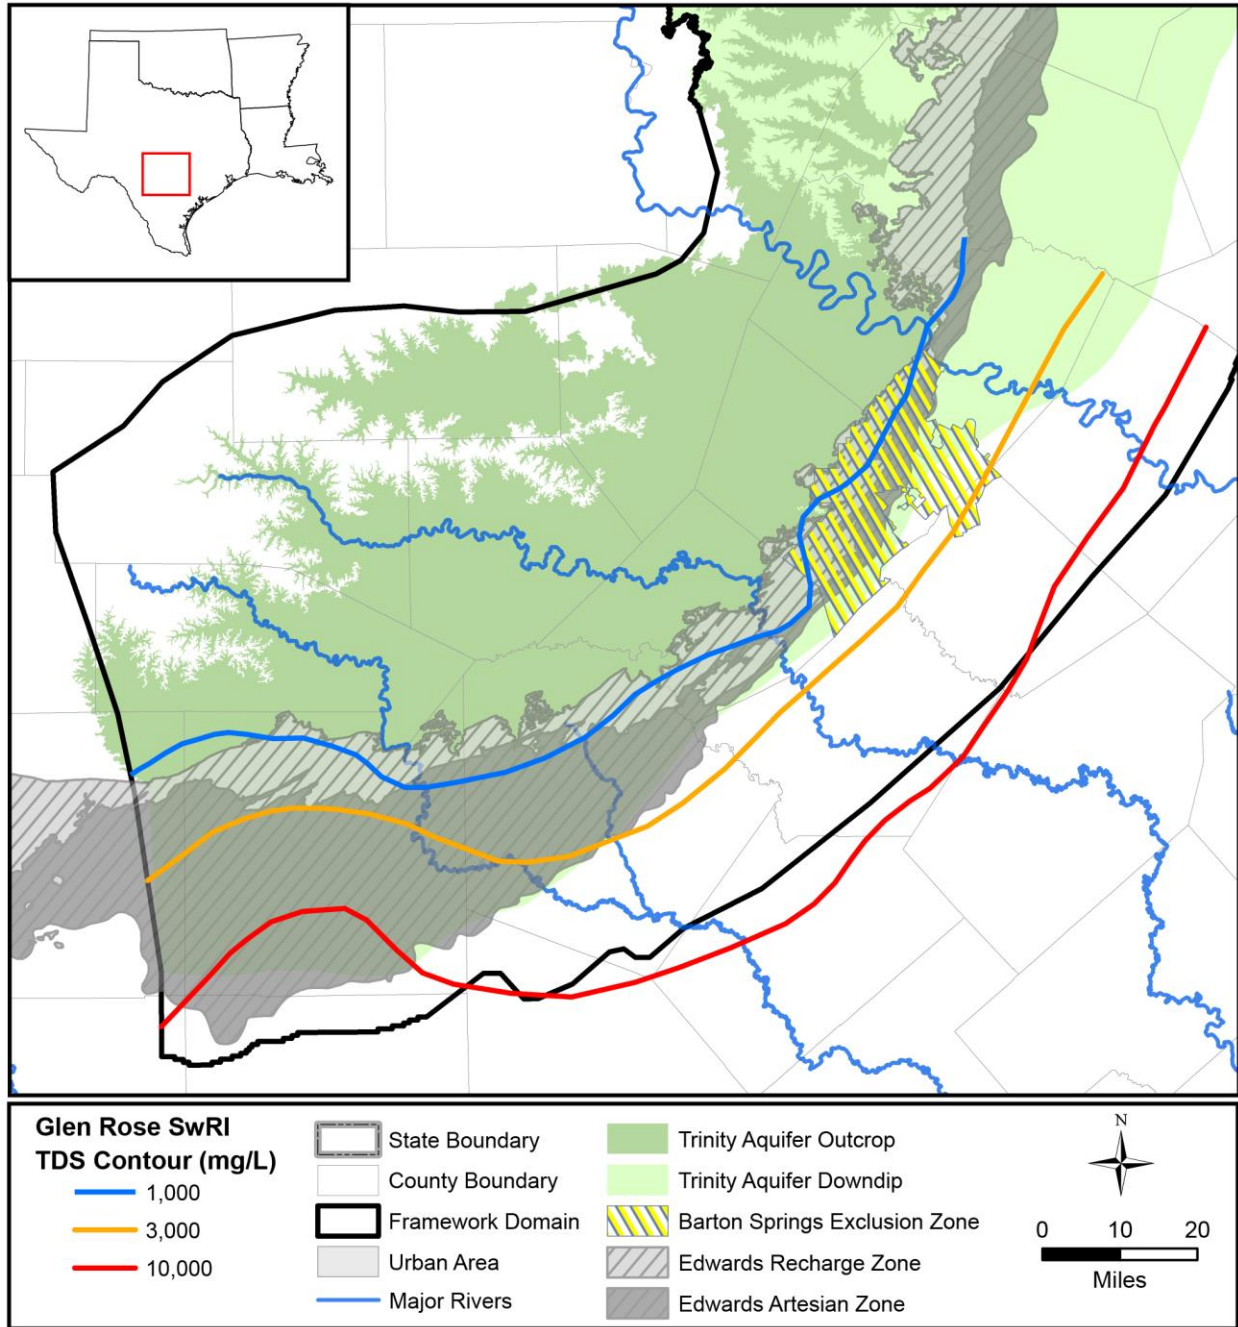 Glen Rose SwRI
TDS Contour (mg/L)
1,000
3,000
10,000
State Boundary
County Boundary
Framework Domain
Urban Area
Major Rivers
Trinity Aquifer Outcrop
Trinity Aquifer Downdip
Barton Springs Exclusion Zone
Edwards Recharge Zone
Edwards Artesian Zone
N
0 10 20
Miles